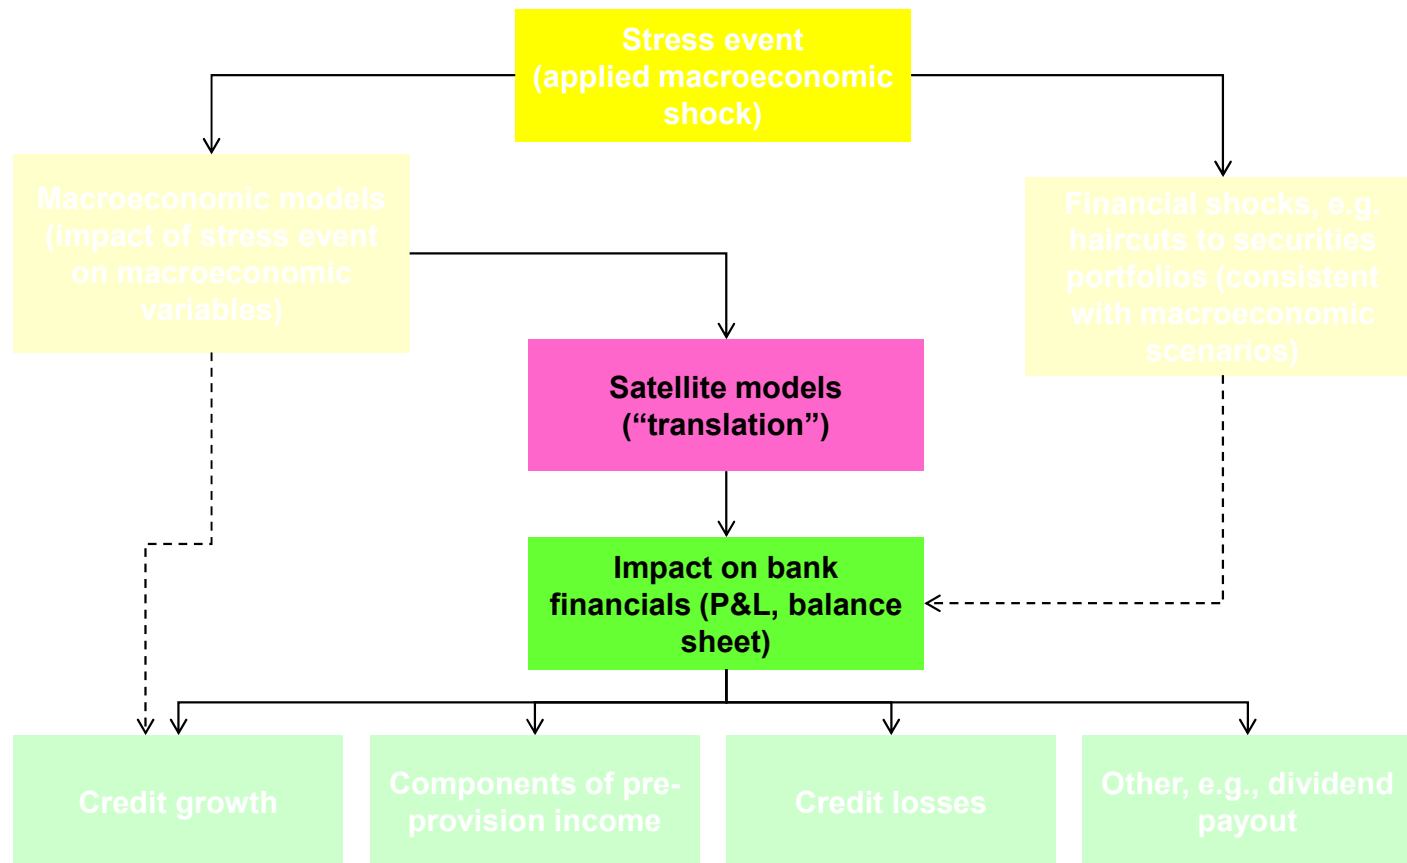 Stress event
(applied macroeconomic
shock)
Macroeconomic models
(impact of stress event
on macroeconomic
variables)
Financial shocks, e.g.
haircuts to securities
portfolios (consistent
with macroeconomic
scenarios)
Satellite models
(“translation”)
Impact on bank
financials (P&L, balance
sheet)
Credit growth
Components of pre-
provision income
Credit losses
Other, e.g., dividend
payout